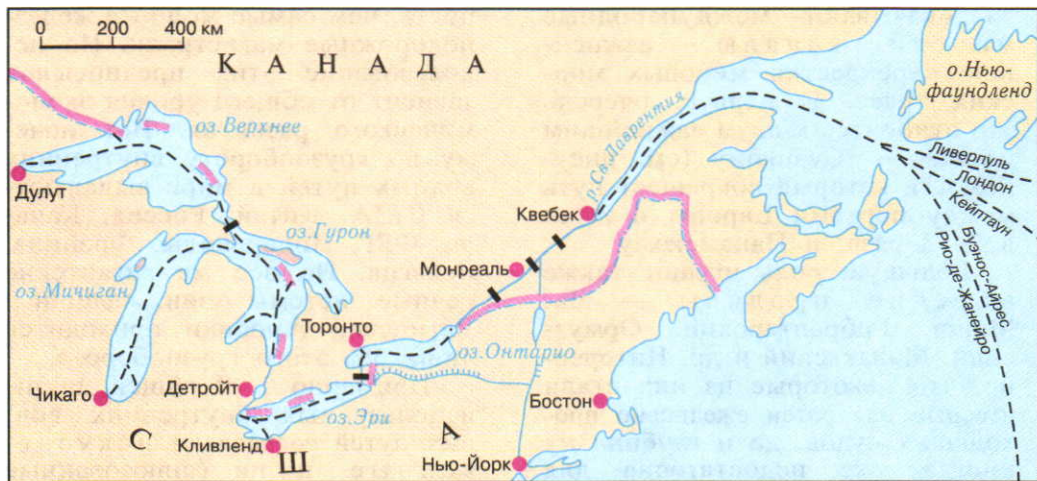 0 200 400 км
К А Н А Д А
о.Нью-
фаундленд
оз.Верхнее
Дулут
р.Св.Лаврентия
Ливерпуль
Лондон
Кейптаун
Буэнос-Айрес
Рио-де-Жанейро
Квебек
оз.Гурон
Монреаль
оз.Мичиган
Торонто
оз.Онтарио
Детройт
Чикаго
Бостон
оз.Эри
С Ш А
Кливленд
Нью-Йорк